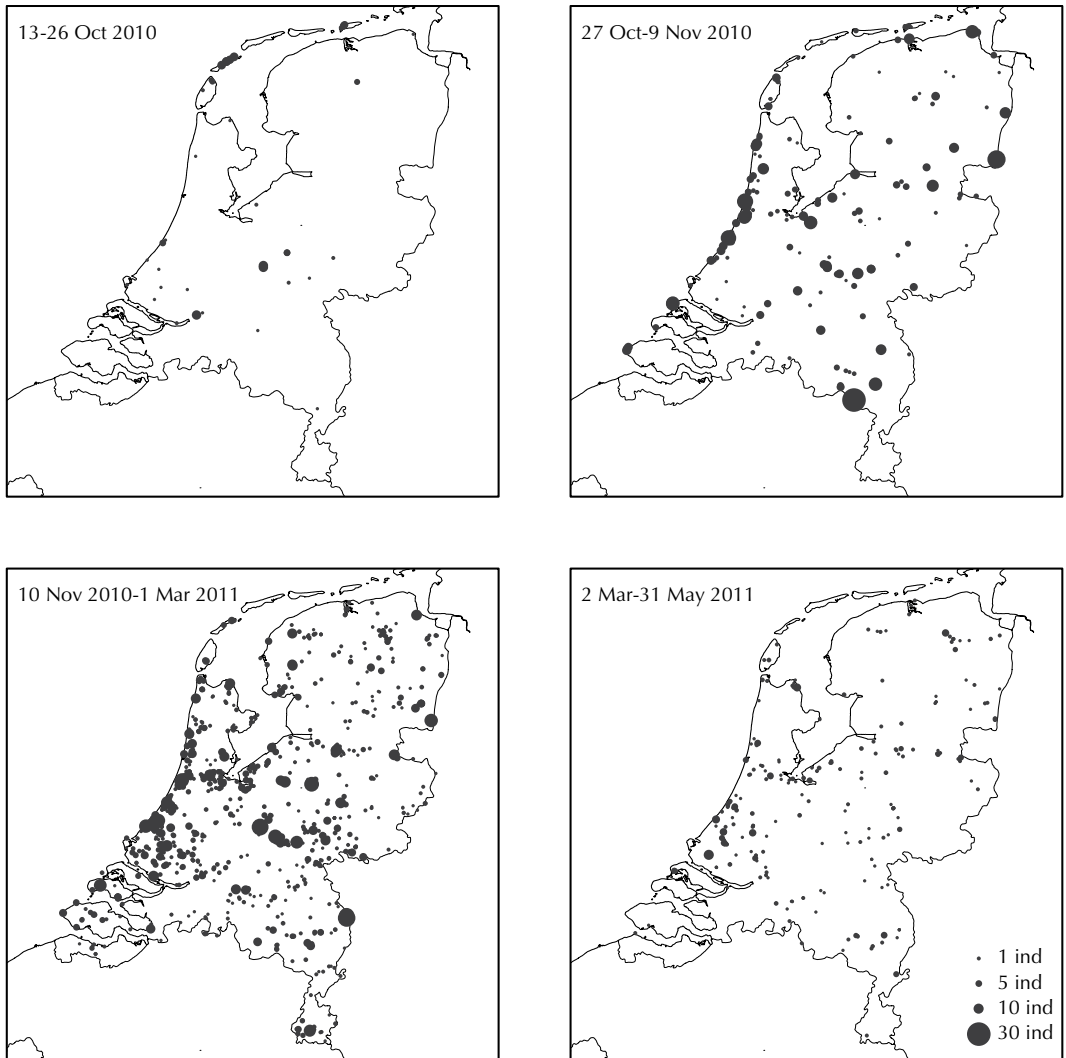 13-26 Oct 2010
27 Oct-9 Nov 2010
10 Nov 2010-1 Mar 2011
2 Mar-31 May 2011
1 ind
5 ind
10 ind
30 ind